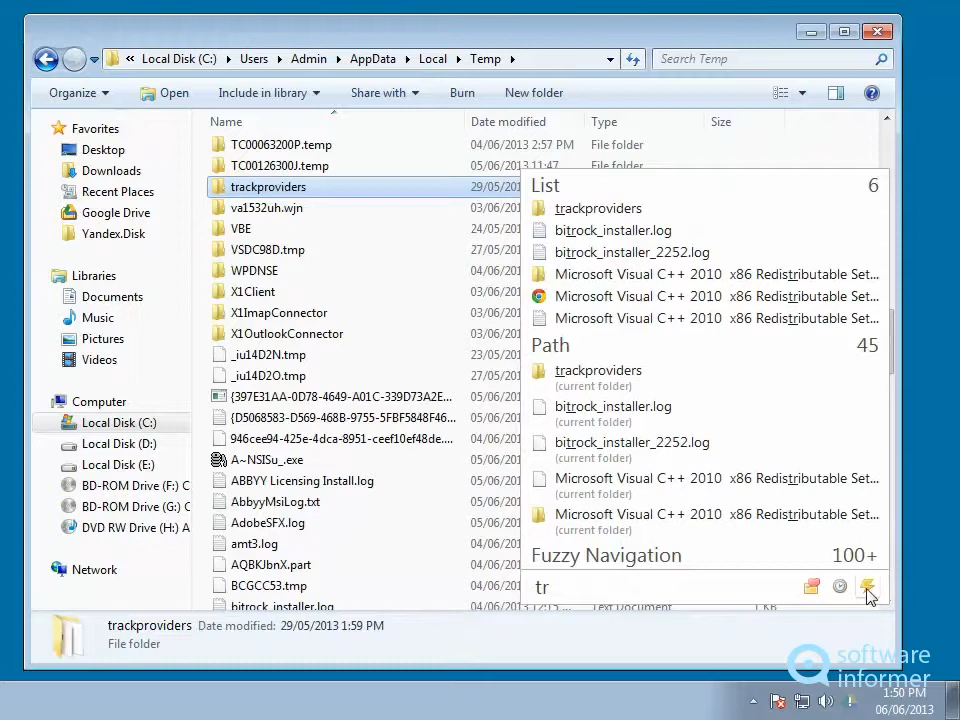 « Local Disk (C:) Users Admin AppData Local Temp
Search Temp
Organize Open Include in library Share with Burn New folder
Name Date modified Type Size
Favorites
Desktop
Downloads
Recent Places
Google Drive
Yandex.Disk
Libraries
Documents
Music
Pictures
Videos
Computer
Local Disk (C:)
Local Disk (D:)
Local Disk (E:)
BD-ROM Drive (F:) C
BD-ROM Drive (G:) C
DVD RW Drive (H:) A
Network
TC00063200P.temp 04/06/2013 2:57 PM File folder
TC00126300J.temp 05/06/2013 11:47 File folder
trackproviders 29/05/201
va1532uh.wjn 03/06/201
VBE 04/06/201
VSDC98D.tmp 27/05/201
WPDNSE 04/06/201
X1Client 03/06/201
X1ImapConnector 03/06/201
X1OutlookConnector 03/06/201
_iu14D2N.tmp 23/05/201
_iu14D2O.tmp 27/05/201
{397E31AA-0D78-4649-A01C-339D73A2E... 04/06/201
{D5068583-D569-468B-9755-5FBF5848F46... 04/06/201
946cee94-425e-4dca-8951-ceef10ef48de.... 03/06/201
A~NSISu_.exe 05/06/201
ABBYY Licensing Install.log 05/06/201
AbbyyMsiLog.txt 05/06/201
AdobeSFX.log 05/06/201
amt3.log 04/06/201
AQBKJbnX.part 04/06/201
BCGCC53.tmp 04/06/201
bitrock_installer.log 04/06/2013 12:15 ... Text Document 1 KB
List 6
trackproviders
bitrock_installer.log
bitrock_installer_2252.log
Microsoft Visual C++ 2010 x86 Redistributable Set...
Microsoft Visual C++ 2010 x86 Redistributable Set...
Microsoft Visual C++ 2010 x86 Redistributable Set...
Path 45
trackproviders
(current folder)
bitrock_installer.log
(current folder)
bitrock_installer_2252.log
(current folder)
Microsoft Visual C++ 2010 x86 Redistributable Set...
(current folder)
Microsoft Visual C++ 2010 x86 Redistributable Set...
(current folder)
Fuzzy Navigation 100+
tr
trackproviders Date modified: 29/05/2013 1:59 PM
File folder
software
informer
1:50 PM
06/06/2013